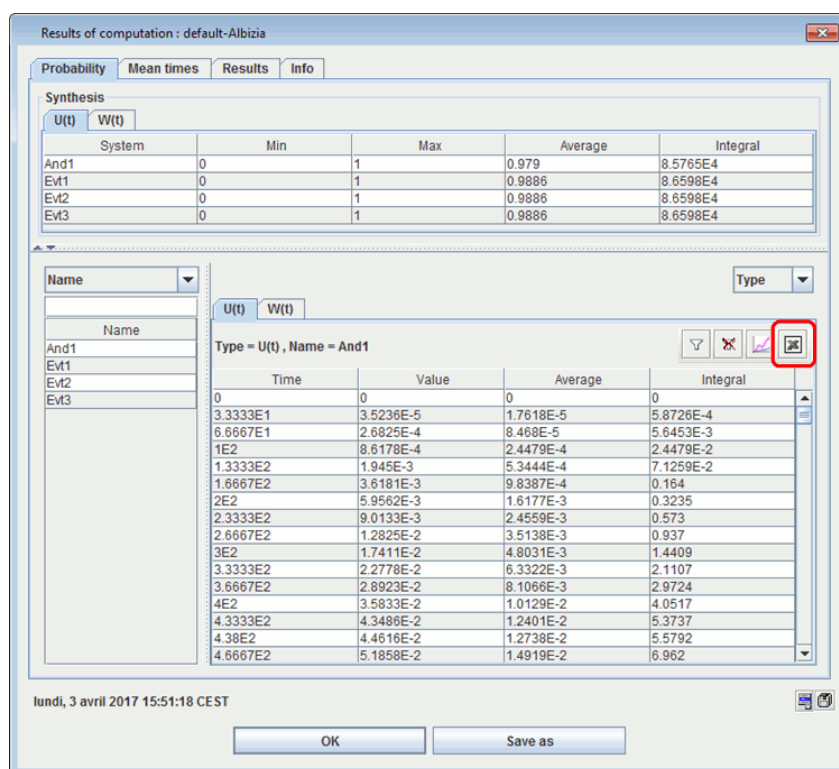 Results of computation : default-Albizia
Probability Mean times Results Info
Synthesis
U(t) W(t)
System Min Max Average Integral
And1 0 1 0.979 8.5765E4
Evt1 0 1 0.9886 8.6598E4
Evt2 0 1 0.9886 8.6598E4
Evt3 0 1 0.9886 8.6598E4
Name
Type
Name
And1
Evt1
Evt2
Evt3
U(t) W(t)
Type = U(t) , Name = And1
Time Value Average Integral
0 0 0 0
3.3333E1 3.5236E-5 1.7618E-5 5.8726E-4
6.6667E1 2.6825E-4 8.468E-5 5.6453E-3
1E2 8.6178E-4 2.4479E-4 2.4479E-2
1.3333E2 1.945E-3 5.3444E-4 7.1259E-2
1.6667E2 3.6181E-3 9.8387E-4 0.164
2E2 5.9562E-3 1.6177E-3 0.3235
2.3333E2 9.0133E-3 2.4559E-3 0.573
2.6667E2 1.2825E-2 3.5138E-3 0.937
3E2 1.7411E-2 4.8031E-3 1.4409
3.3333E2 2.2778E-2 6.3322E-3 2.1107
3.6667E2 2.8923E-2 8.1066E-3 2.9724
4E2 3.5833E-2 1.0129E-2 4.0517
4.3333E2 4.3486E-2 1.2401E-2 5.3737
4.38E2 4.4616E-2 1.2738E-2 5.5792
4.6667E2 5.1858E-2 1.4919E-2 6.962
lundi, 3 avril 2017 15:51:18 CEST
OK Save as